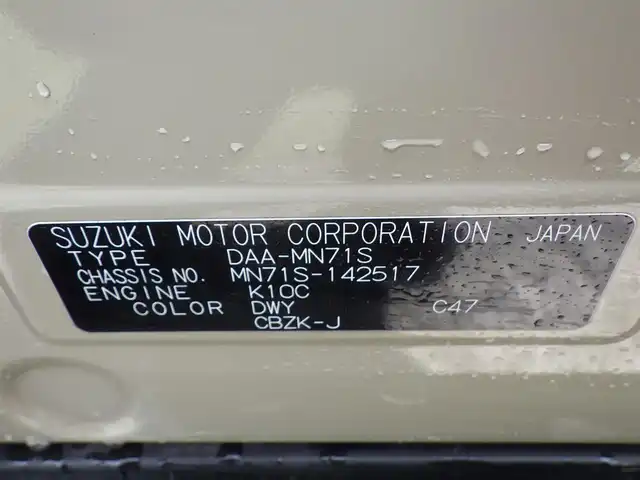 SUZUKI MOTOR CORPORATION JAPAN
TYPE DAA-MN71S
CHASSIS NO. MN71S-142517
ENGINE K10C
COLOR DWY C47
CBZK-J